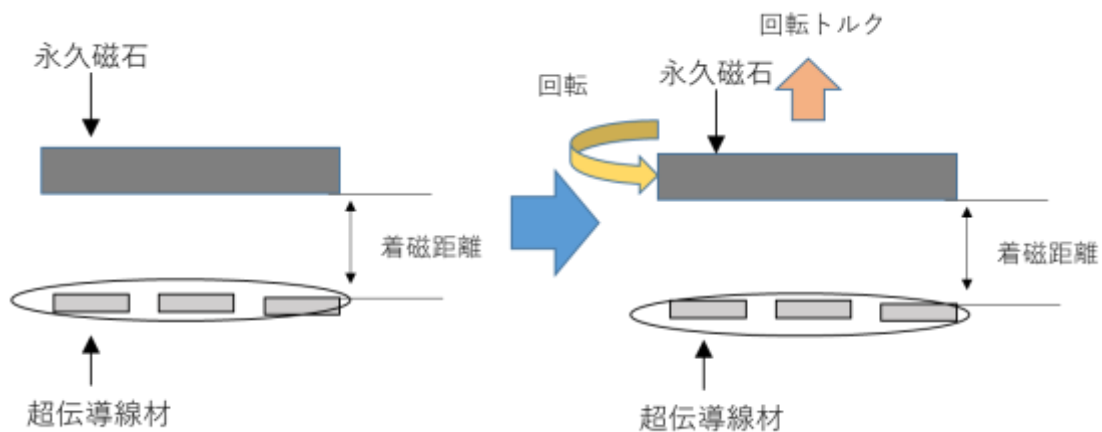 永久磁石
着磁距離
超伝導線材
回転トルク
回転
永久磁石
着磁距離
超伝導線材